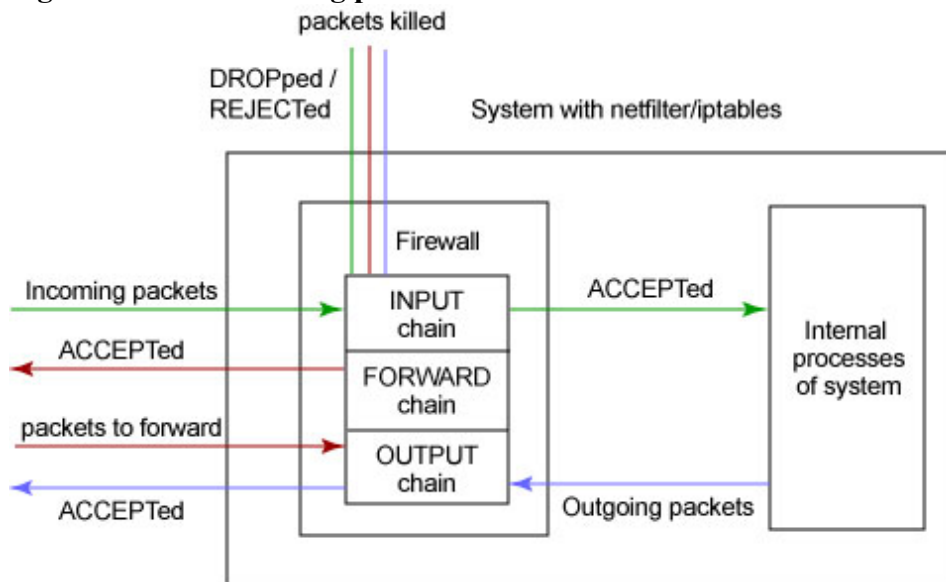 packets killed
DROPped /
REJECTed
System with netfilter/iptables
Firewall
Incoming packets
INPUT
chain
ACCEPTed
ACCEPTed
FORWARD
chain
Internal
processes
of system
packets to forward
OUTPUT
chain
ACCEPTed
Outgoing packets